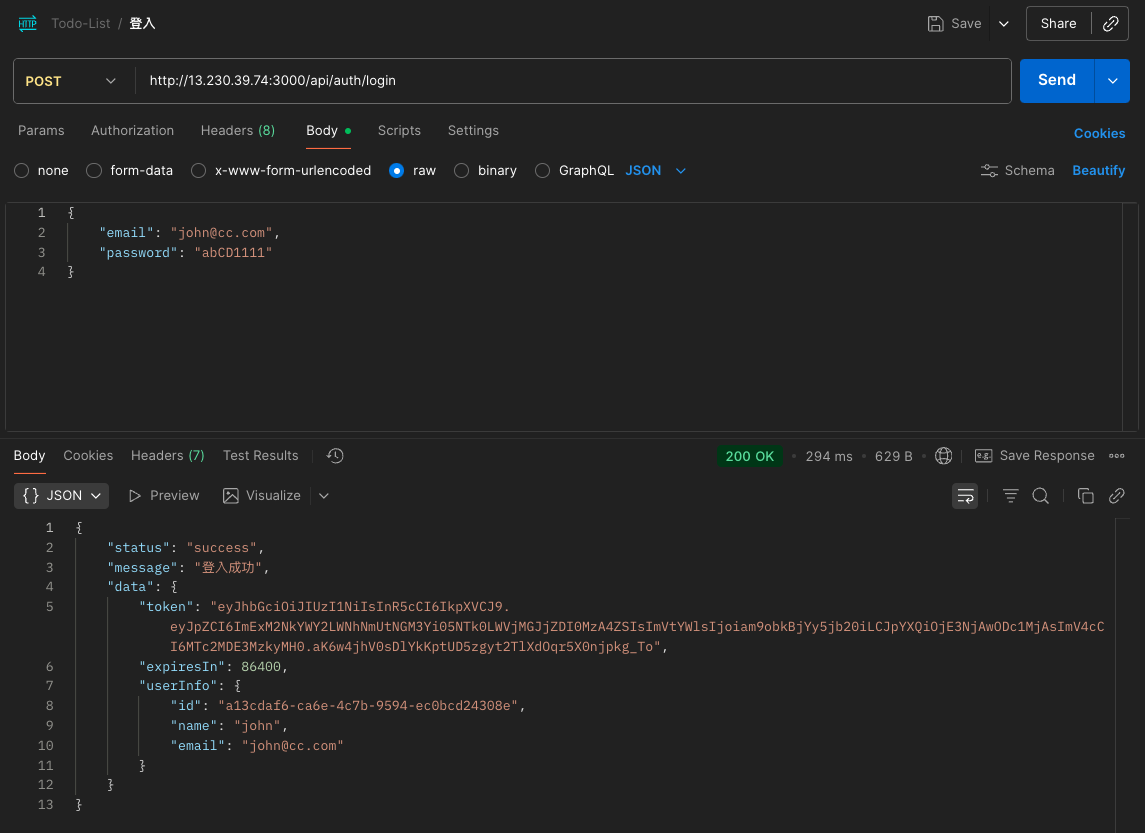 HTTP Todo-List / 登入 Save Share
POST http://13.230.39.74:3000/api/auth/login Send
Params Authorization Headers (8) Body Scripts Settings Cookies
none form-data x-www-form-urlencoded raw binary GraphQL JSON Schema Beautify
1 {
2 "email": "john@cc.com",
3 "password": "abCD1111"
4 }
Body Cookies Headers (7) Test Results 200 OK 294 ms 629 B e.g. Save Response
{} JSON Preview Visualize
1 {
2 "status": "success",
3 "message": "登入成功",
4 "data": {
5 "token": "eyJhbGciOiJIUzI1NiIsInR5cCI6IkpXVCJ9.
eyJpZCI6ImExM2NkYWY2LWNhNmUtNGM3Yi05NTk0LWVjMGJjZDI0MzA4ZSIsImVtYWlsIjoiam9obkBjYy5jb20iLCJpYXQiOjE3NjAwODc1MjAsImV4cC
I6MTc2MDE3MzkyMH0.aK6w4jhV0sDlYkKptUD5zgyt2TlXdOqr5X0njpkg_To",
6 "expiresIn": 86400,
7 "userInfo": {
8 "id": "a13cdaf6-ca6e-4c7b-9594-ec0bcd24308e",
9 "name": "john",
10 "email": "john@cc.com"
11 }
12 }
13 }